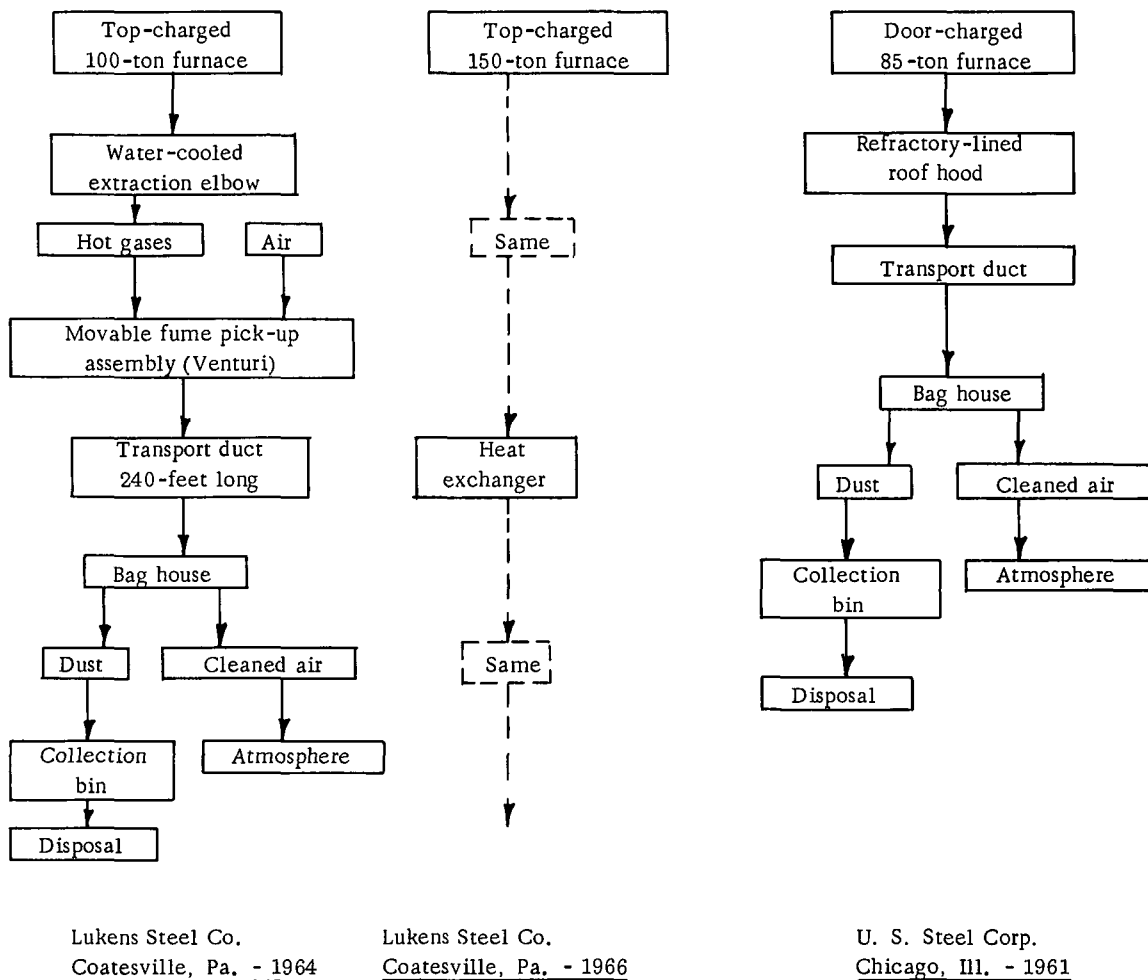 Top-charged
100-ton furnace
Water-cooled
extraction elbow
Hot gases
Air
Movable fume pick-up
assembly (Venturi)
Transport duct
240-feet long
Bag house
Dust
Cleaned air
Collection
bin
Atmosphere
Disposal
Lukens Steel Co.
Coatesville, Pa. - 1964
Top-charged
150-ton furnace
Same
Heat
exchanger
Same
Lukens Steel Co.
Coatesville, Pa. - 1966
Door-charged
85-ton furnace
Refractory-lined
roof hood
Transport duct
Bag house
Dust
Cleaned air
Collection
bin
Atmosphere
Disposal
U. S. Steel Corp.
Chicago, Ill. - 1961